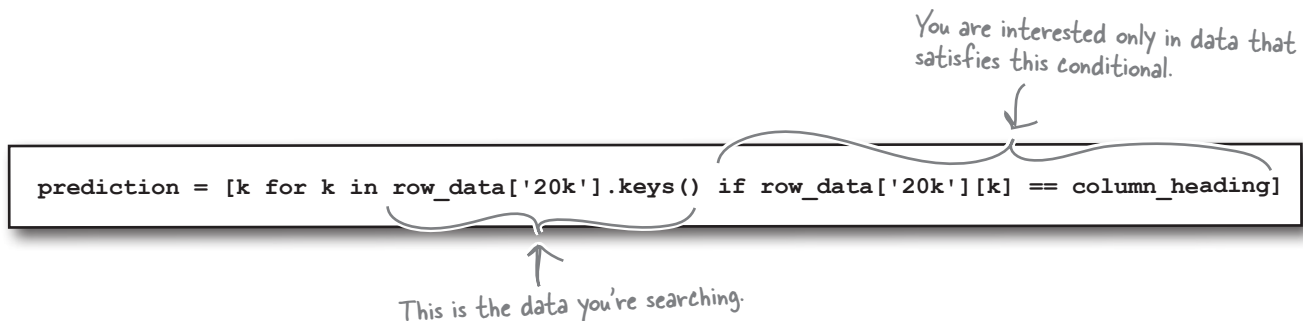 You are interested only in data that
satisfies this conditional.
prediction = [k for k in row_data['20k'].keys() if row_data['20k'][k] == column_heading]
This is the data you're searching.